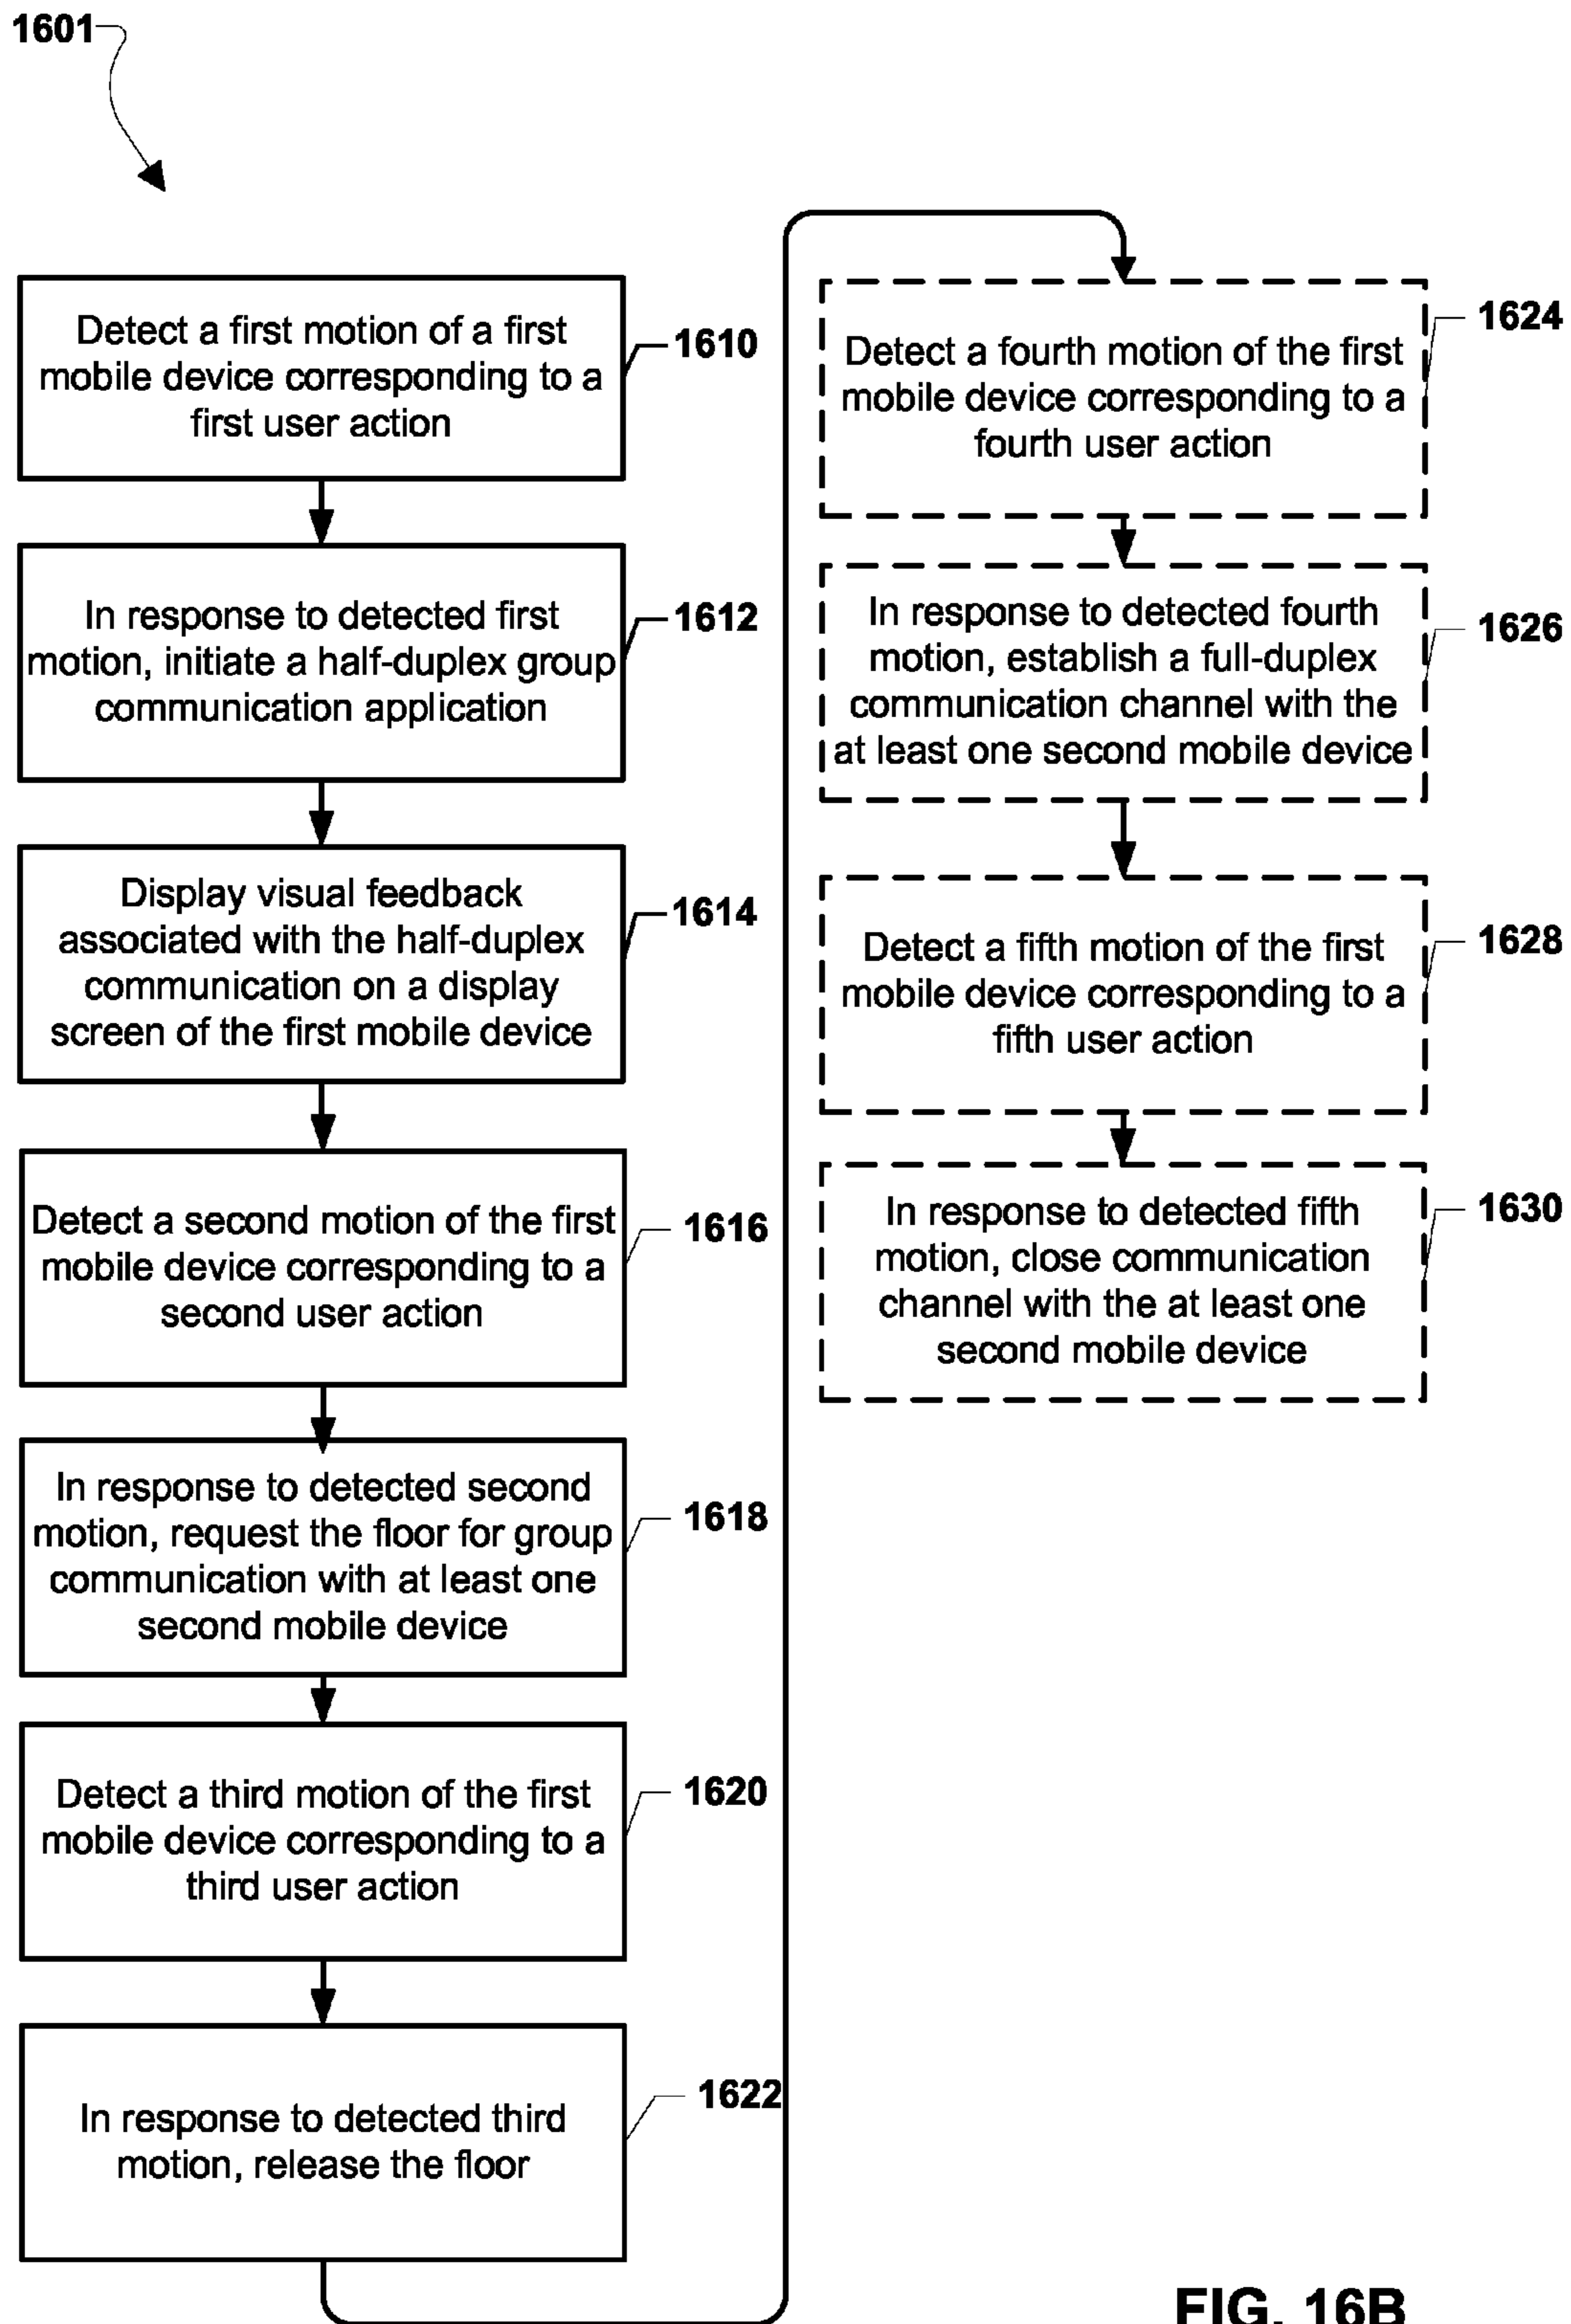 1601
Detect a first motion of a first
mobile device corresponding to a
first user action
1610
In response to detected first
motion, initiate a half-duplex group
communication application
1612
Display visual feedback
associated with the half-duplex
communication on a display
screen of the first mobile device
1614
Detect a second motion of the first
mobile device corresponding to a
second user action
1616
In response to detected second
motion, request the floor for group
communication with at least one
second mobile device
1618
Detect a third motion of the first
mobile device corresponding to a
third user action
1620
In response to detected third
motion, release the floor
1622
Detect a fourth motion of the first
mobile device corresponding to a
fourth user action
1624
In response to detected fourth
motion, establish a full-duplex
communication channel with the
at least one second mobile device
1626
Detect a fifth motion of the first
mobile device corresponding to a
fifth user action
1628
In response to detected fifth
motion, close communication
channel with the at least one
second mobile device
1630
FIG. 16B